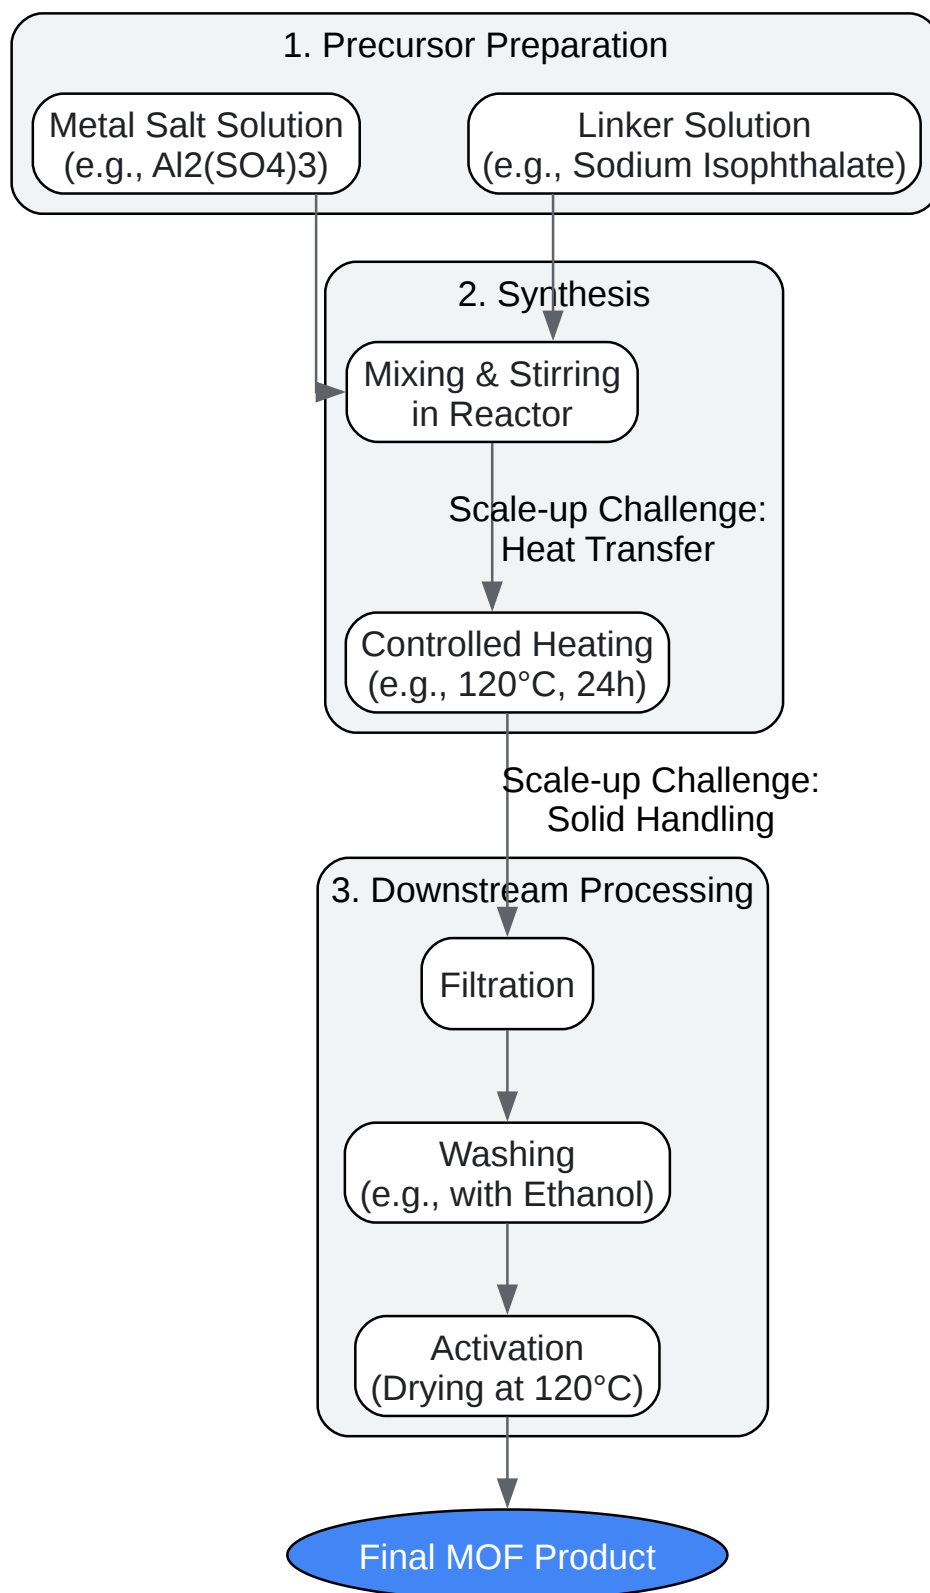 1. Precursor Preparation
Metal Salt Solution
(e.g., Al2(SO4)3)
Linker Solution
(e.g., Sodium Isophthalate)
2. Synthesis
Mixing & Stirring
in Reactor
Scale-up Challenge:
Heat Transfer
Controlled Heating
(e.g., 120°C, 24h)
Scale-up Challenge:
Solid Handling
3. Downstream Processing
Filtration
Washing
(e.g., with Ethanol)
Activation
(Drying at 120°C)
Final MOF Product